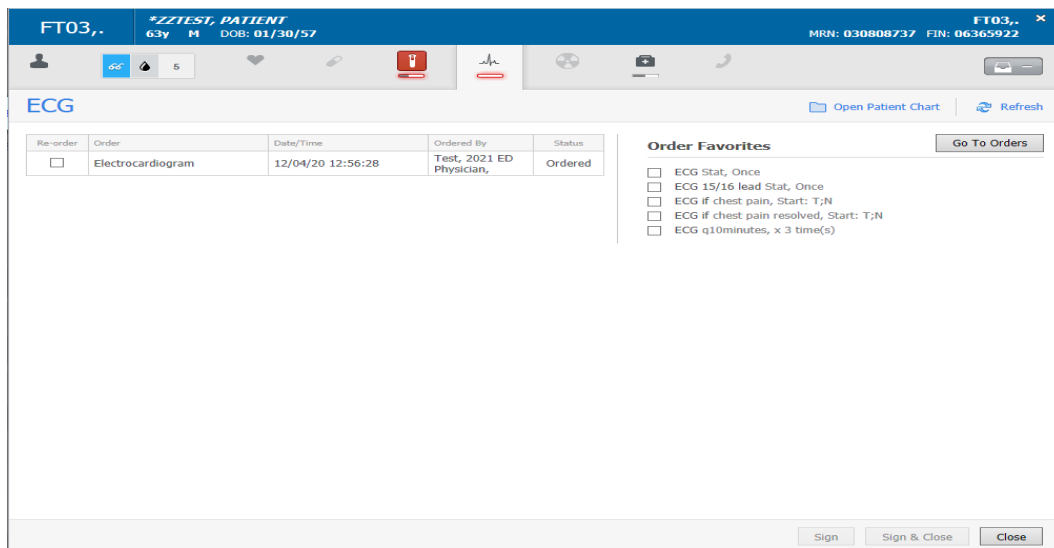 FT03,.
*ZZTEST, PATIENT
63y M DOB: 01/30/57
FT03,. ×
MRN: 030808737 FIN: 06365922
5
ECG
Open Patient Chart
Refresh
Re-order Order Date/Time Ordered By Status
Electrocardiogram 12/04/20 12:56:28 Test, 2021 ED Physician, Ordered
Order Favorites
Go To Orders
ECG Stat, Once
ECG 15/16 lead Stat, Once
ECG if chest pain, Start: T;N
ECG if chest pain resolved, Start: T;N
ECG q10minutes, x 3 time(s)
Sign
Sign & Close
Close